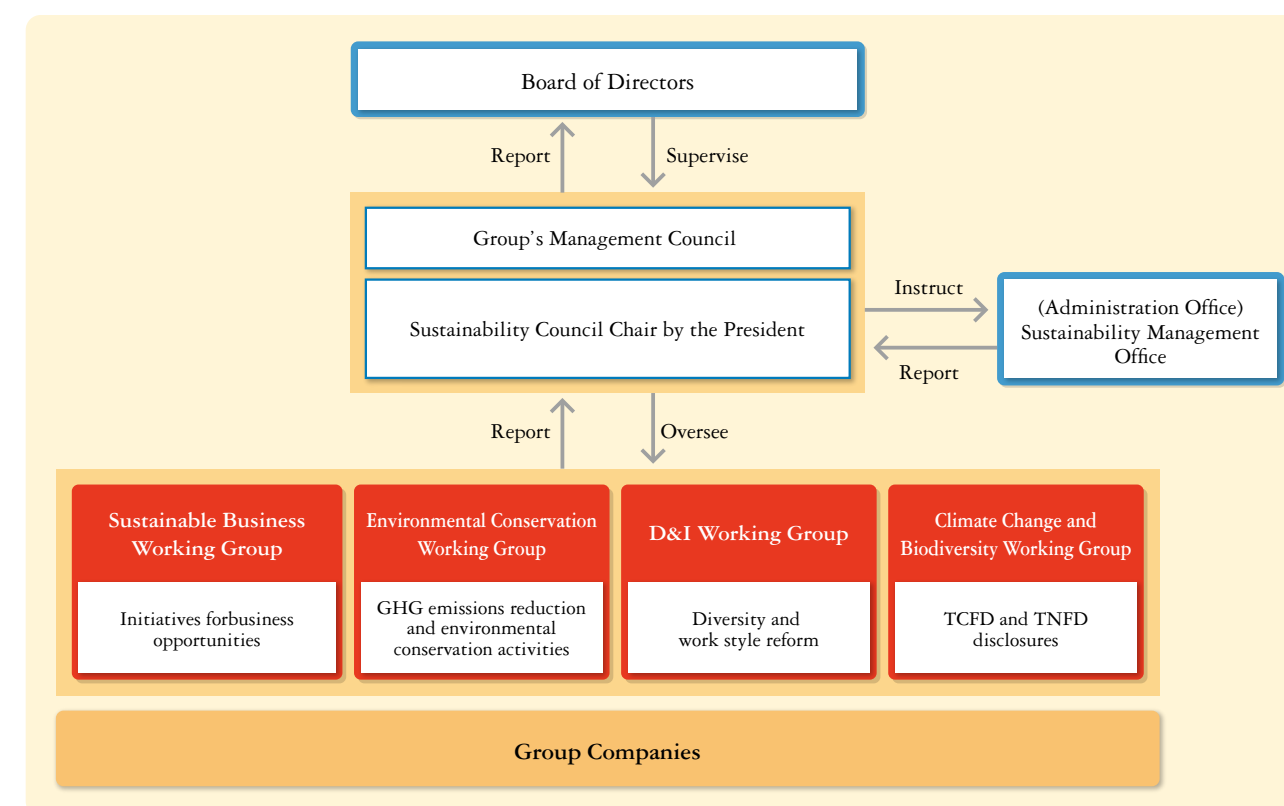 Board of Directors
Report
Supervise
Group's Management Council
Sustainability Council Chair by the President
Instruct
Report
(Administration Office)
Sustainability Management
Office
Report
Oversee
Sustainable Business
Working Group
Initiatives forbusiness
opportunities
Environmental Conservation
Working Group
GHG emissions reduction
and environmental
conservation activities
D&I Working Group
Diversity and
work style reform
Climate Change and
Biodiversity Working Group
TCFD and TNFD
disclosures
Group Companies